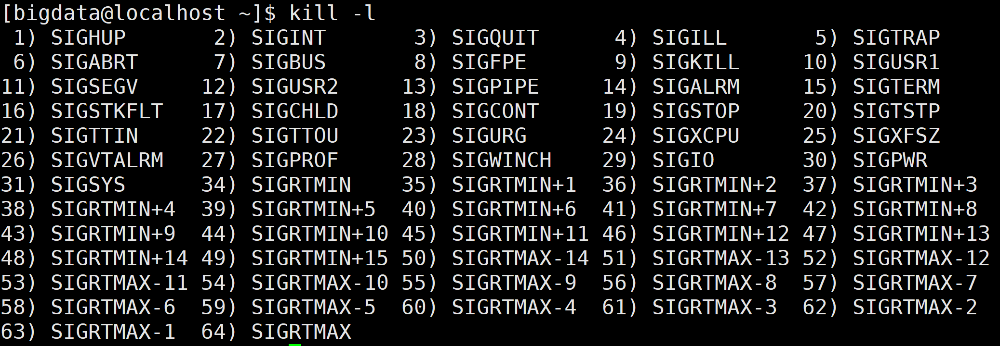 [bigdata@localhost ~]$ kill -l
 1) SIGHUP       2) SIGINT       3) SIGQUIT      4) SIGILL       5) SIGTRAP
 6) SIGABRT      7) SIGBUS       8) SIGFPE       9) SIGKILL     10) SIGUSR1
11) SIGSEGV     12) SIGUSR2     13) SIGPIPE     14) SIGALRM     15) SIGTERM
16) SIGSTKFLT   17) SIGCHLD     18) SIGCONT     19) SIGSTOP     20) SIGTSTP
21) SIGTTIN     22) SIGTTOU     23) SIGURG      24) SIGXCPU     25) SIGXFSZ
26) SIGVTALRM   27) SIGPROF     28) SIGWINCH    29) SIGIO       30) SIGPWR
31) SIGSYS      34) SIGRTMIN    35) SIGRTMIN+1  36) SIGRTMIN+2  37) SIGRTMIN+3
38) SIGRTMIN+4  39) SIGRTMIN+5  40) SIGRTMIN+6  41) SIGRTMIN+7  42) SIGRTMIN+8
43) SIGRTMIN+9  44) SIGRTMIN+10 45) SIGRTMIN+11 46) SIGRTMIN+12 47) SIGRTMIN+13
48) SIGRTMIN+14 49) SIGRTMIN+15 50) SIGRTMAX-14 51) SIGRTMAX-13 52) SIGRTMAX-12
53) SIGRTMAX-11 54) SIGRTMAX-10 55) SIGRTMAX-9  56) SIGRTMAX-8  57) SIGRTMAX-7
58) SIGRTMAX-6  59) SIGRTMAX-5  60) SIGRTMAX-4  61) SIGRTMAX-3  62) SIGRTMAX-2
63) SIGRTMAX-1  64) SIGRTMAX